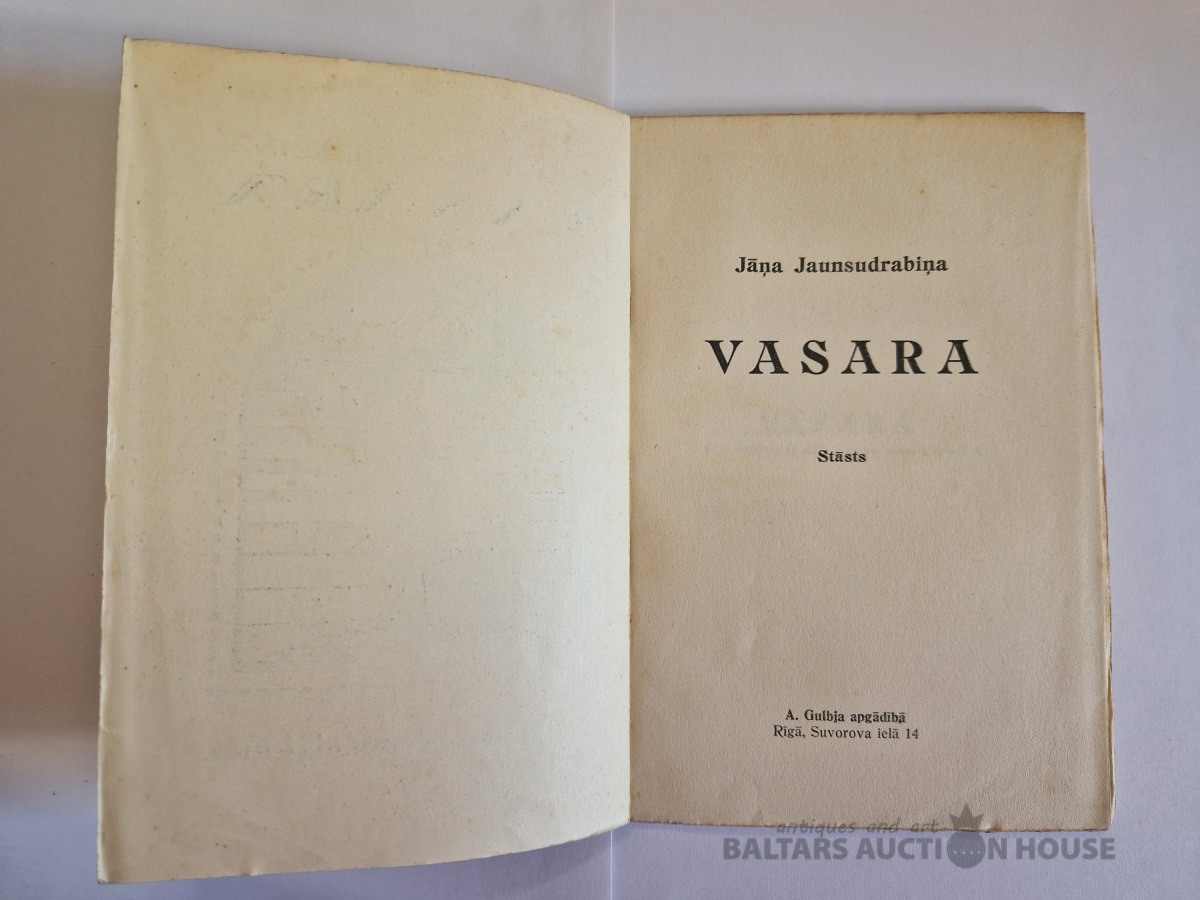 Jāņa Jaunsudrabiņa
VASARA
Stāsts
A. Gulbja apgādībā
Rīgā, Suvorova ielā 14
antiques and art
BALTARS AUCTION HOUSE